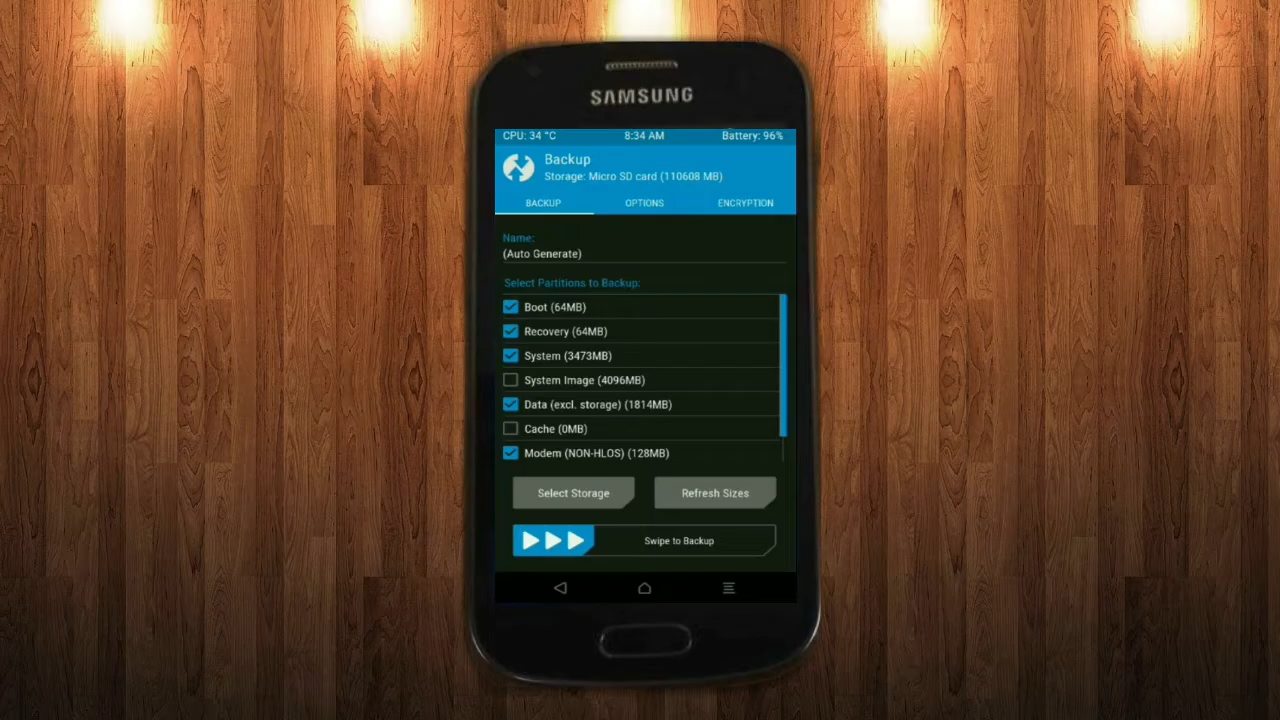 SAMSUNG
CPU: 34 °C 8:34 AM Battery: 96%
Backup
Storage: Micro SD card (110608 MB)
BACKUP OPTIONS ENCRYPTION
Name:
(Auto Generate)
Select Partitions to Backup:
Boot (64MB)
Recovery (64MB)
System (3473MB)
System Image (4096MB)
Data (excl. storage) (1814MB)
Cache (0MB)
Modem (NON-HLOS) (128MB)
Select Storage Refresh Sizes
Swipe to Backup